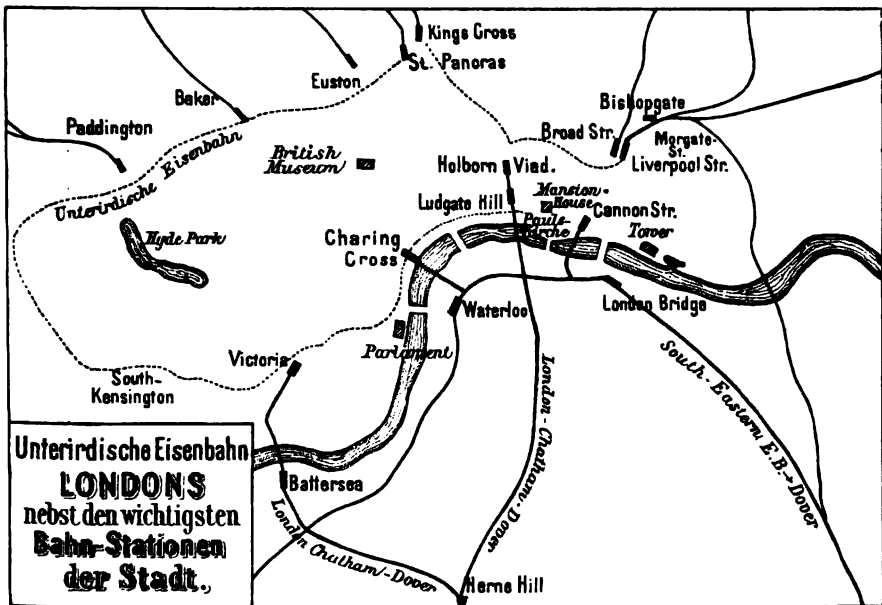 Kings Cross
St. Panoras
Euston
Baker
Paddington
Bishopgate
Broad Str.
Morgate-
St.
Liverpool Str.
British
Museum
Holborn Viad.
Unterirdische Eisenbahn
Ludgate Hill
Mansion-
House
Cannon Str.
Pauls-
Kirche
Tower
Hyde Park
Charing
Cross
Waterloo
London Bridge
Parlament
Victoria
South-
Kensington
London-Chatham-Dover
South-Eastern E.B. → Dover
Battersea
London Chatham-Dover
Herne Hill
Unterirdische Eisenbahn
LONDONS
nebst den wichtigsten
Bahn-Stationen
der Stadt.